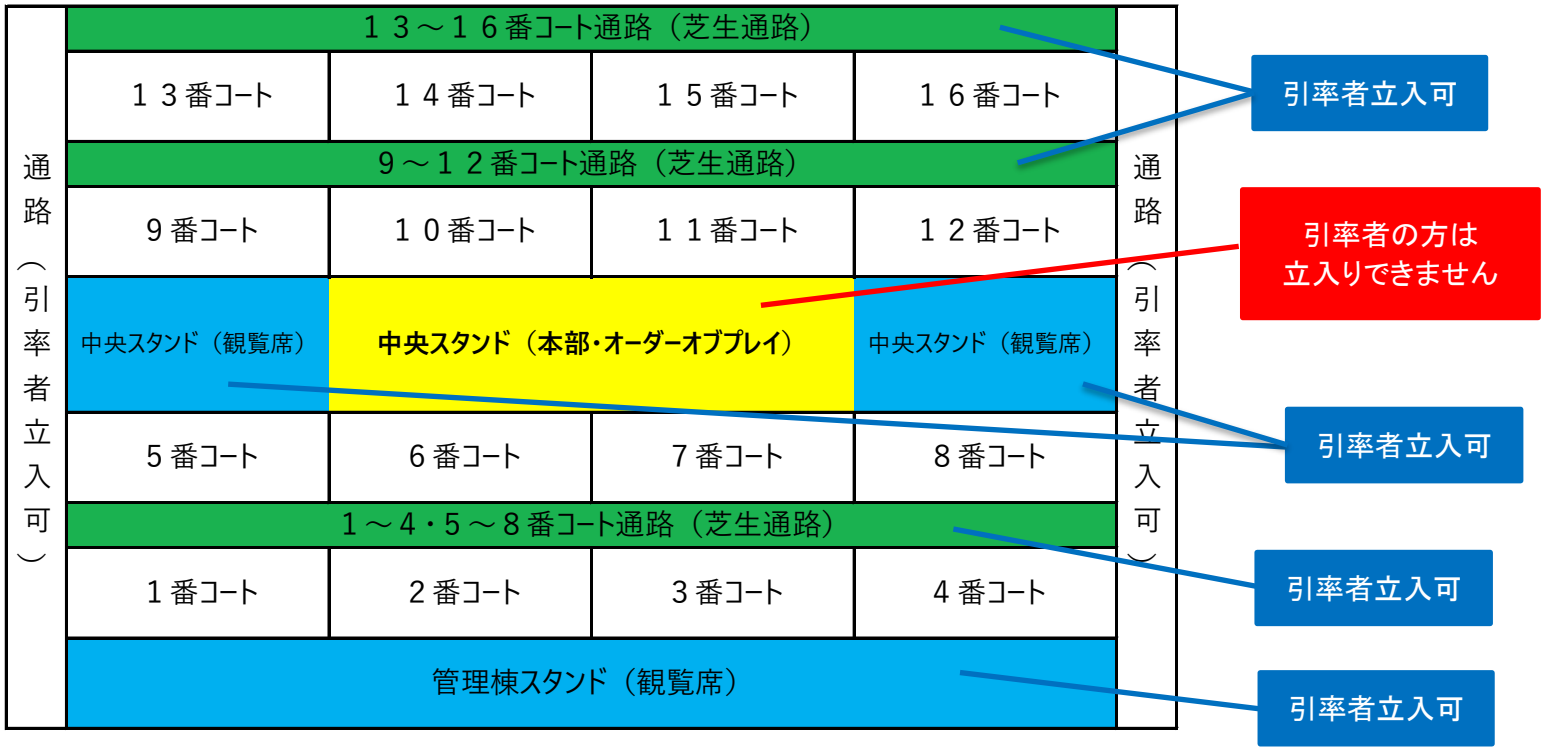 １３～１６番コート通路（芝生通路）
１３番コート
１４番コート
１５番コート
１６番コート
引率者立入可
９～１２番コート通路（芝生通路）
９番コート
１０番コート
１１番コート
１２番コート
引率者の方は
立入りできません
通路（引率者立入可）
通路（引率者立入可）
中央スタンド（観覧席）
中央スタンド（本部・オーダーオブプレイ）
中央スタンド（観覧席）
５番コート
６番コート
７番コート
８番コート
引率者立入可
１～４・５～８番コート通路（芝生通路）
１番コート
２番コート
３番コート
４番コート
引率者立入可
管理棟スタンド（観覧席）
引率者立入可